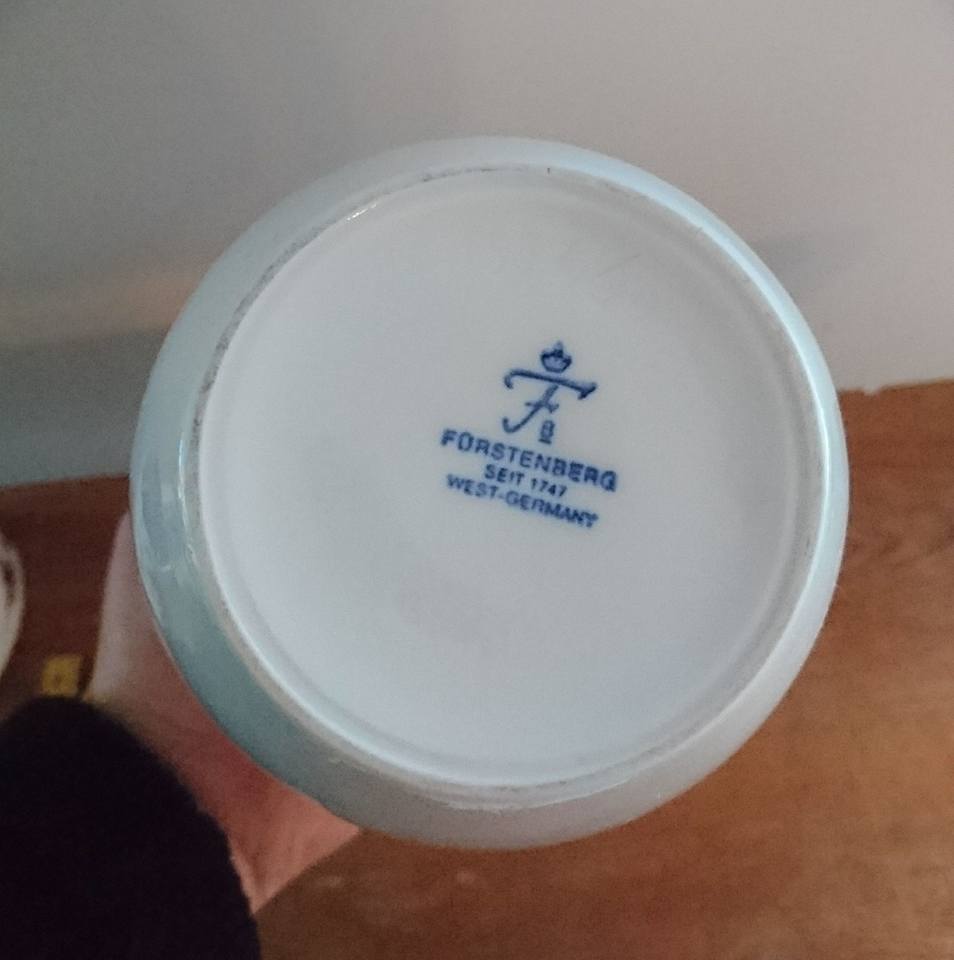 F
B
FÜRSTENBERG
SEIT 1747
WEST-GERMANY